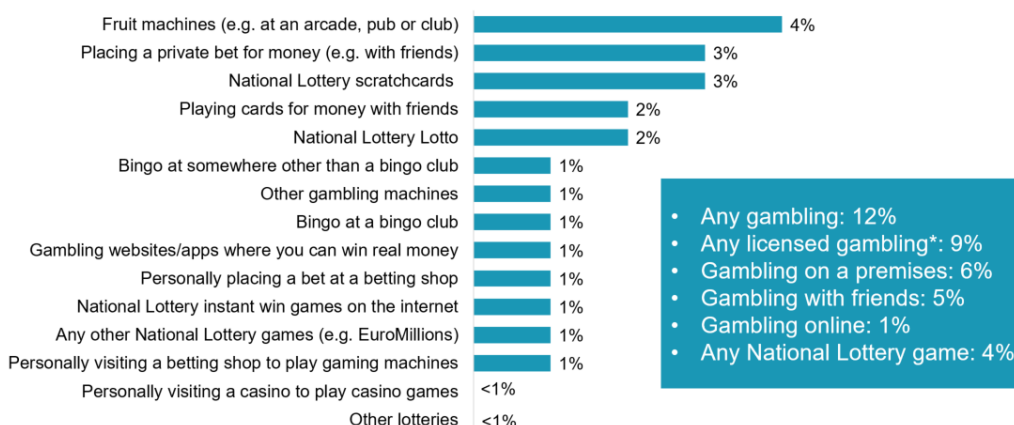 Fruit machines (e.g. at an arcade, pub or club) 4%
Placing a private bet for money (e.g. with friends) 3%
National Lottery scratchcards 3%
Playing cards for money with friends 2%
National Lottery Lotto 2%
Bingo at somewhere other than a bingo club 1%
Other gambling machines 1%
Bingo at a bingo club 1%
Gambling websites/apps where you can win real money 1%
Personally placing a bet at a betting shop 1%
National Lottery instant win games on the internet 1%
Any other National Lottery games (e.g. EuroMillions) 1%
Personally visiting a betting shop to play gaming machines 1%
Personally visiting a casino to play casino games <1%
Other lotteries <1%
• Any gambling: 12%
• Any licensed gambling*: 9%
• Gambling on a premises: 6%
• Gambling with friends: 5%
• Gambling online: 1%
• Any National Lottery game: 4%